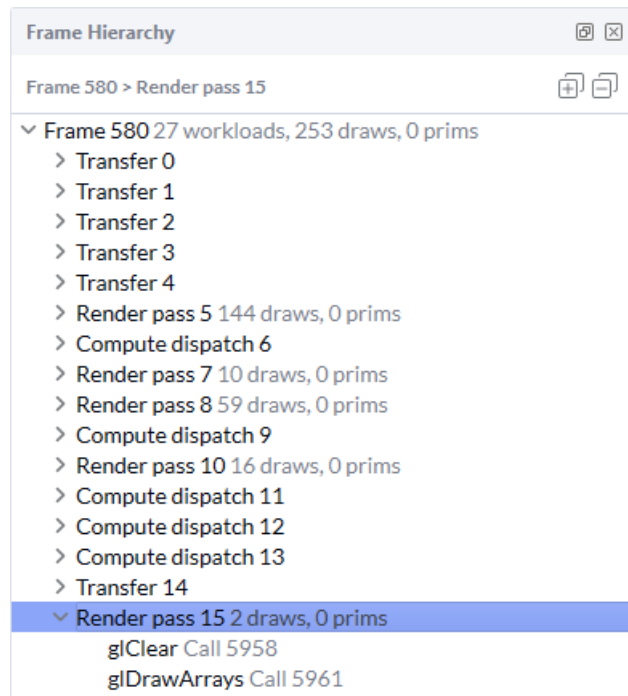 Frame Hierarchy
Frame 580 > Render pass 15
Frame 580 27 workloads, 253 draws, 0 prims
Transfer 0
Transfer 1
Transfer 2
Transfer 3
Transfer 4
Render pass 5 144 draws, 0 prims
Compute dispatch 6
Render pass 7 10 draws, 0 prims
Render pass 8 59 draws, 0 prims
Compute dispatch 9
Render pass 10 16 draws, 0 prims
Compute dispatch 11
Compute dispatch 12
Compute dispatch 13
Transfer 14
Render pass 15 2 draws, 0 prims
glClear Call 5958
glDrawArrays Call 5961